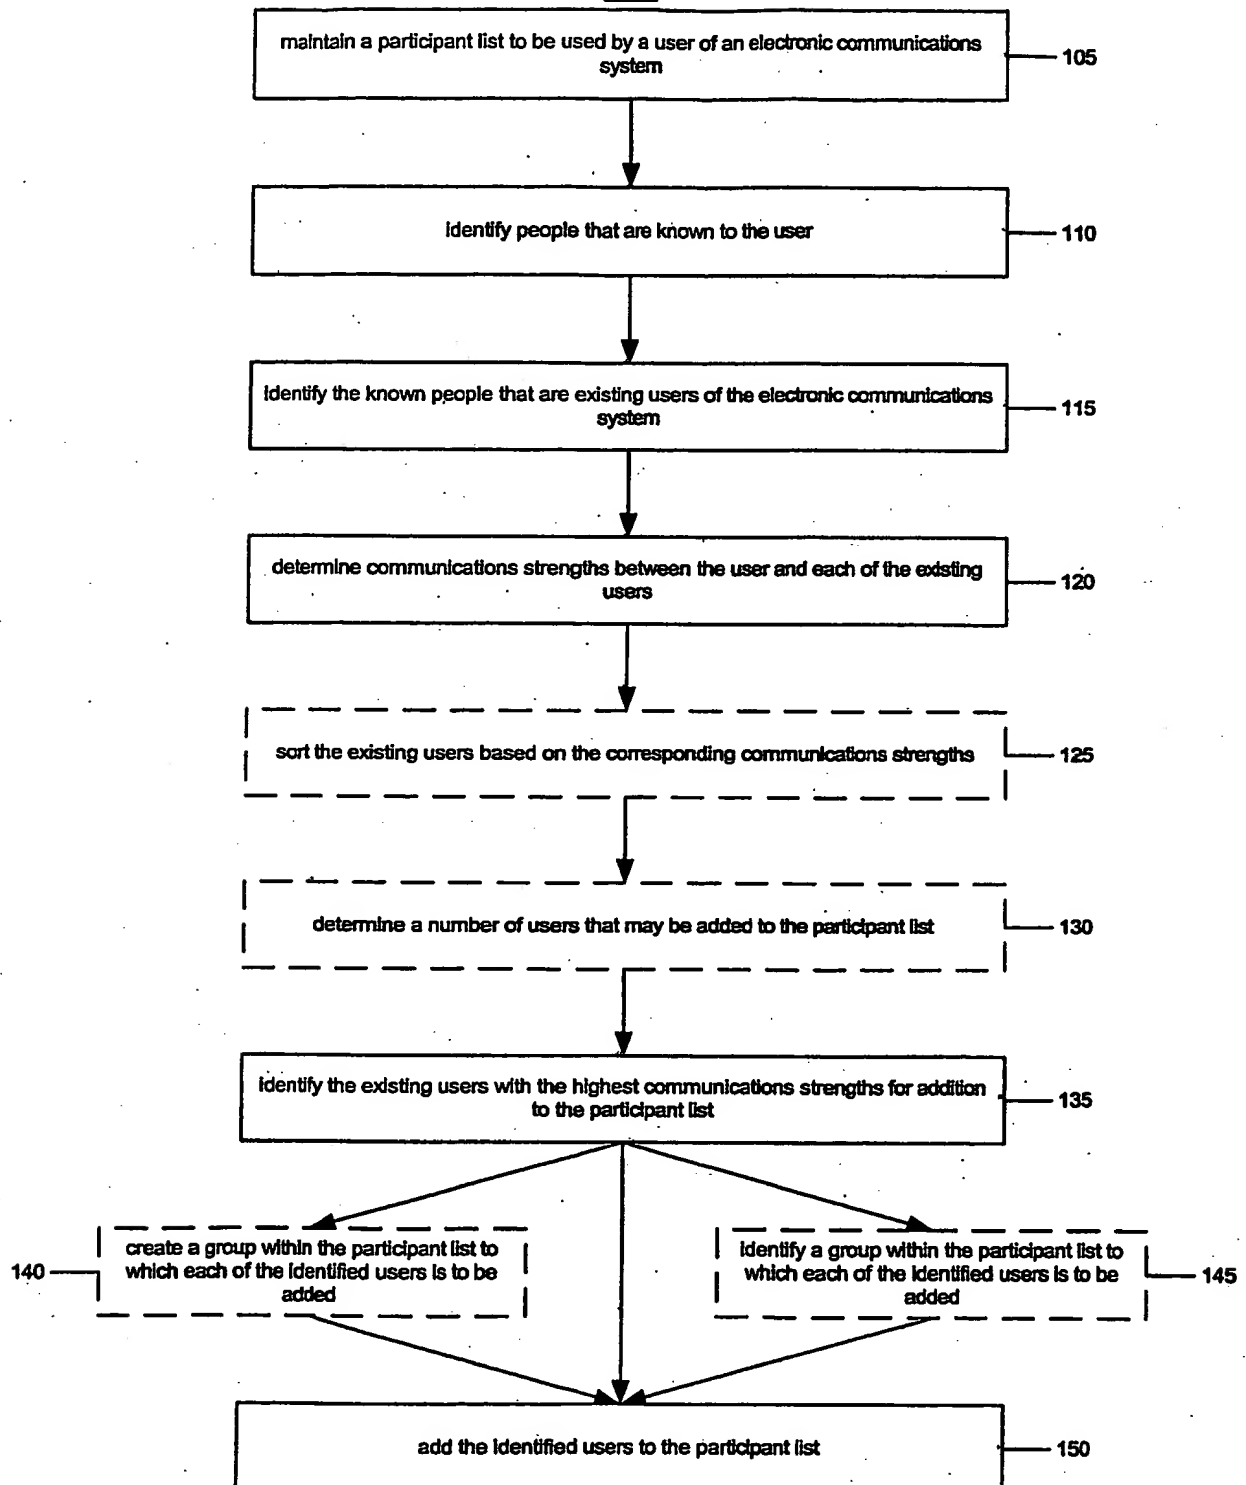 maintain a participant list to be used by a user of an electronic communications
system
105
identify people that are known to the user
110
identify the known people that are existing users of the electronic communications
system
115
determine communications strengths between the user and each of the existing
users
120
sort the existing users based on the corresponding communications strengths
125
determine a number of users that may be added to the participant list
130
identify the existing users with the highest communications strengths for addition
to the participant list
135
140
create a group within the participant list to
which each of the identified users is to be
added
identify a group within the participant list to
which each of the identified users is to be
added
145
add the identified users to the participant list
150